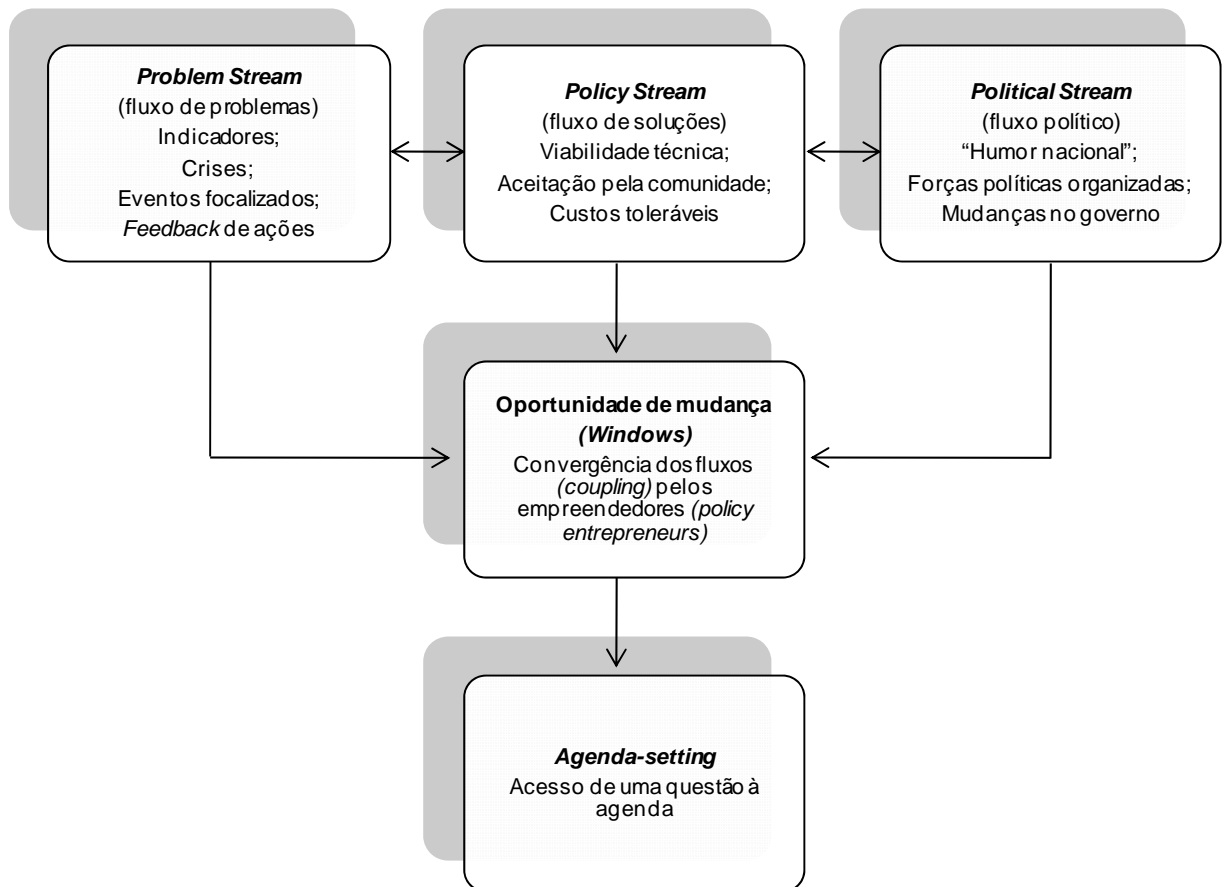 Problem Stream
(fluxo de problemas)
Indicadores;
Crises;
Eventos focalizados;
Feedback de ações
Policy Stream
(fluxo de soluções)
Viabilidade técnica;
Aceitação pela comunidade;
Custos toleráveis
Political Stream
(fluxo político)
“Humor nacional”;
Forças políticas organizadas;
Mudanças no governo
Oportunidade de mudança
(Windows)
Convergência dos fluxos
(coupling) pelos
empreendedores (policy
entrepreneurs)
Agenda-setting
Acesso de uma questão à
agenda